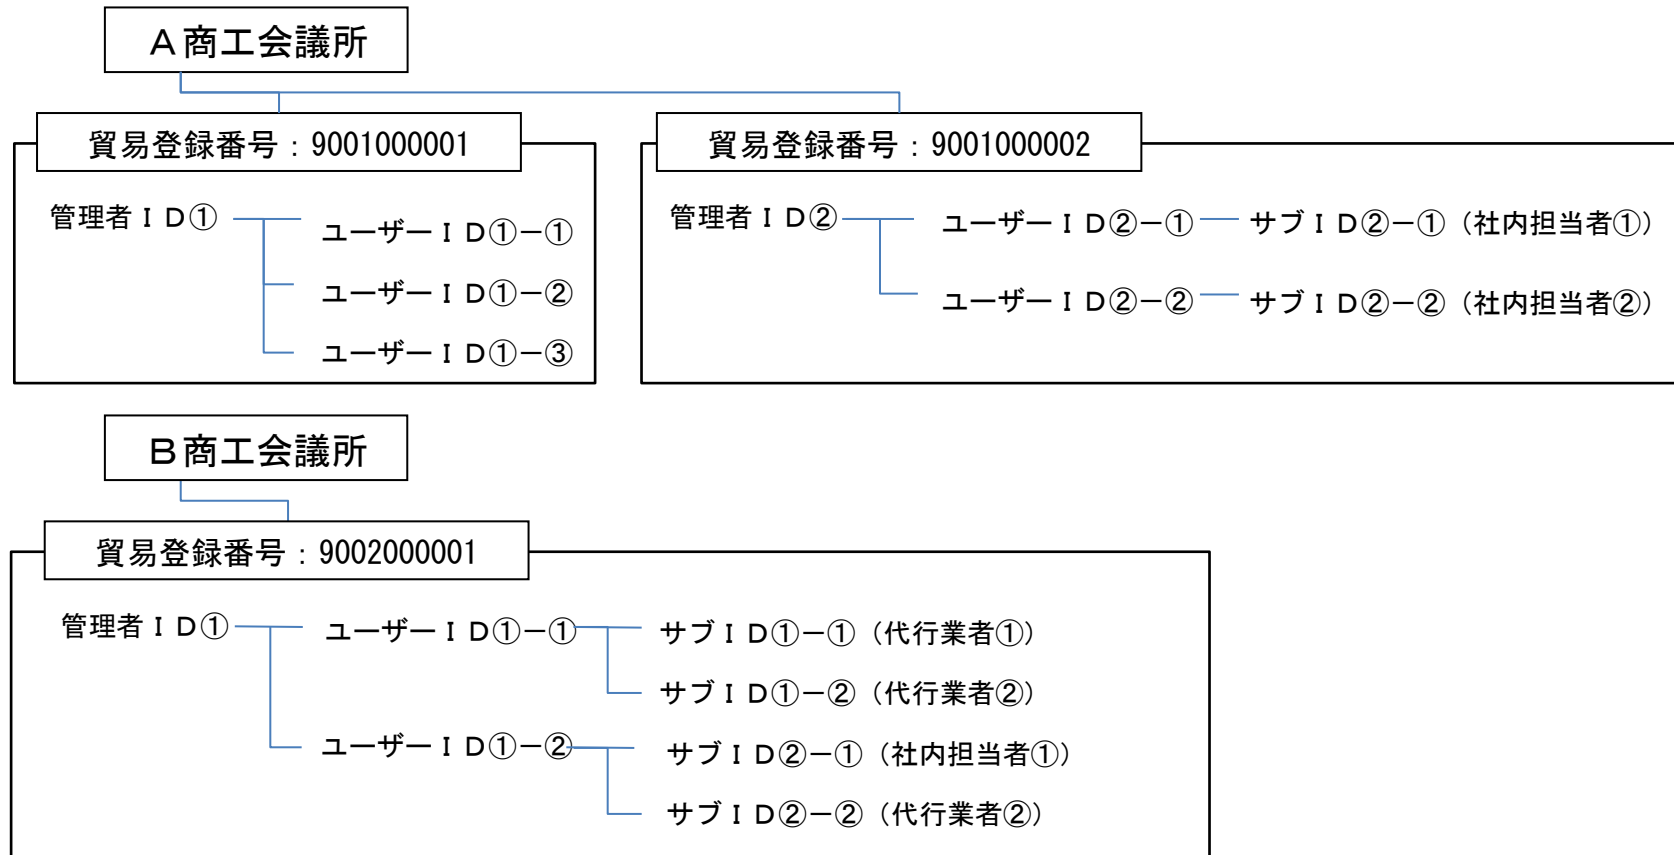 A商工会議所
貿易登録番号：9001000001
管理者ＩＤ①
ユーザーＩＤ①－①
ユーザーＩＤ①－②
ユーザーＩＤ①－③
貿易登録番号：9001000002
管理者ＩＤ②
ユーザーＩＤ②－① サブＩＤ②－①（社内担当者①）
ユーザーＩＤ②－② サブＩＤ②－②（社内担当者②）
B商工会議所
貿易登録番号：9002000001
管理者ＩＤ①
ユーザーＩＤ①－① サブＩＤ①－①（代行業者①）
サブＩＤ①－②（代行業者②）
ユーザーＩＤ①－② サブＩＤ②－①（社内担当者①）
サブＩＤ②－②（代行業者②）